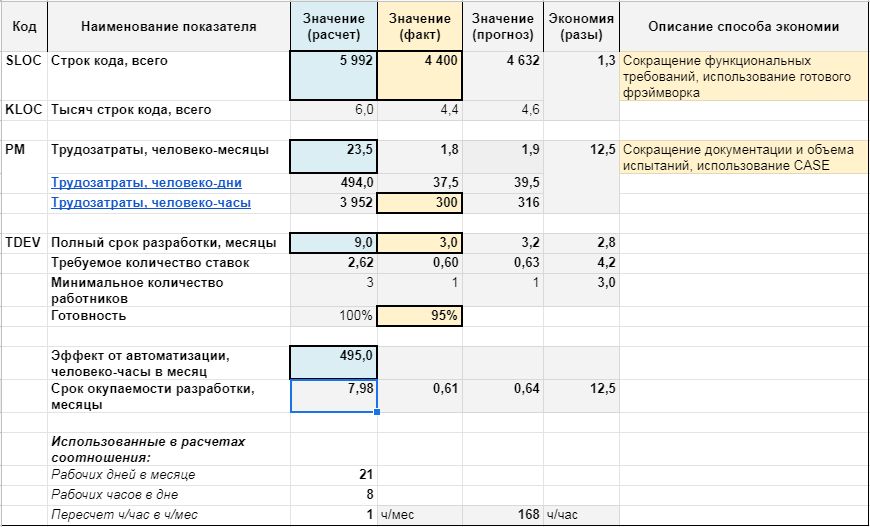 Код Наименование показателя Значение (расчет) Значение (факт) Значение (прогноз) Экономия (разы) Описание способа экономии
SLOC Строк кода, всего 5 992 4 400 4 632 1,3 Сокращение функциональных
требований, использование готового
фрэймворка
KLOC Тысяч строк кода, всего 6,0 4,4 4,6
PM Трудозатраты, человеко-месяцы 23,5 1,8 1,9 12,5 Сокращение документации и объема
испытаний, использование CASE
Трудозатраты, человеко-дни 494,0 37,5 39,5
Трудозатраты, человеко-часы 3 952 300 316
TDEV Полный срок разработки, месяцы 9,0 3,0 3,2 2,8
Требуемое количество ставок 2,62 0,60 0,63 4,2
Минимальное количество 3 1 1 3,0
работников
Готовность 100% 95%
Эффект от автоматизации, 495,0
человеко-часы в месяц
Срок окупаемости разработки, 7,98 0,61 0,64 12,5
месяцы
Использованные в расчетах
соотношения:
Рабочих дней в месяце 21
Рабочих часов в дне 8
Пересчет ч/час в ч/мес 1 ч/мес 168 ч/час